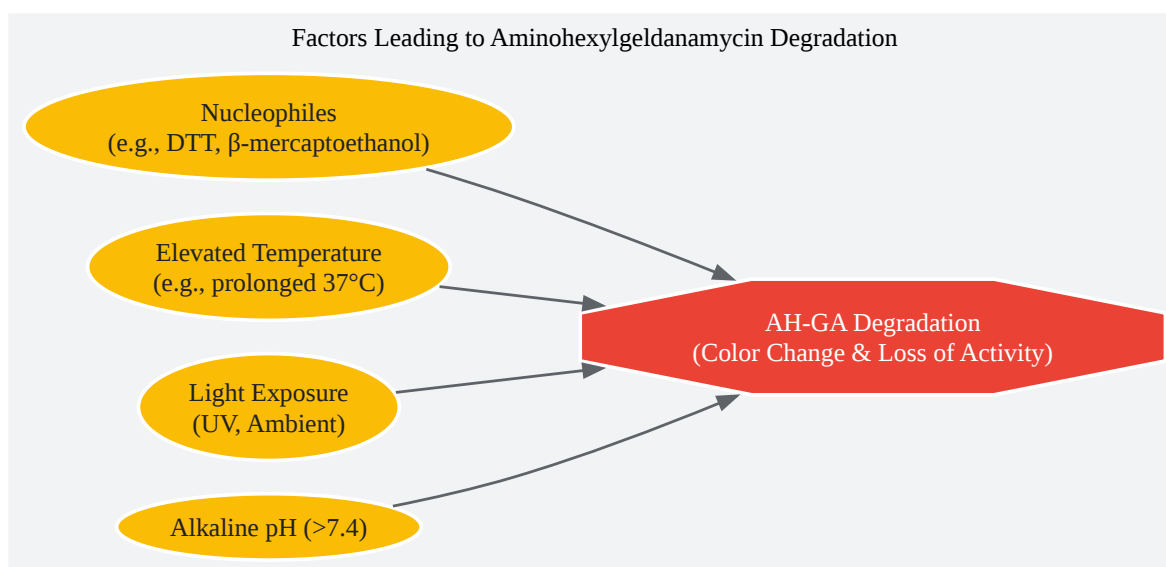 Factors Leading to Aminohexylgeldanamycin Degradation
Nucleophiles
(e.g., DTT, β-mercaptoethanol)
Elevated Temperature
(e.g., prolonged 37°C)
AH-GA Degradation
(Color Change & Loss of Activity)
Light Exposure
(UV, Ambient)
Alkaline pH (>7.4)